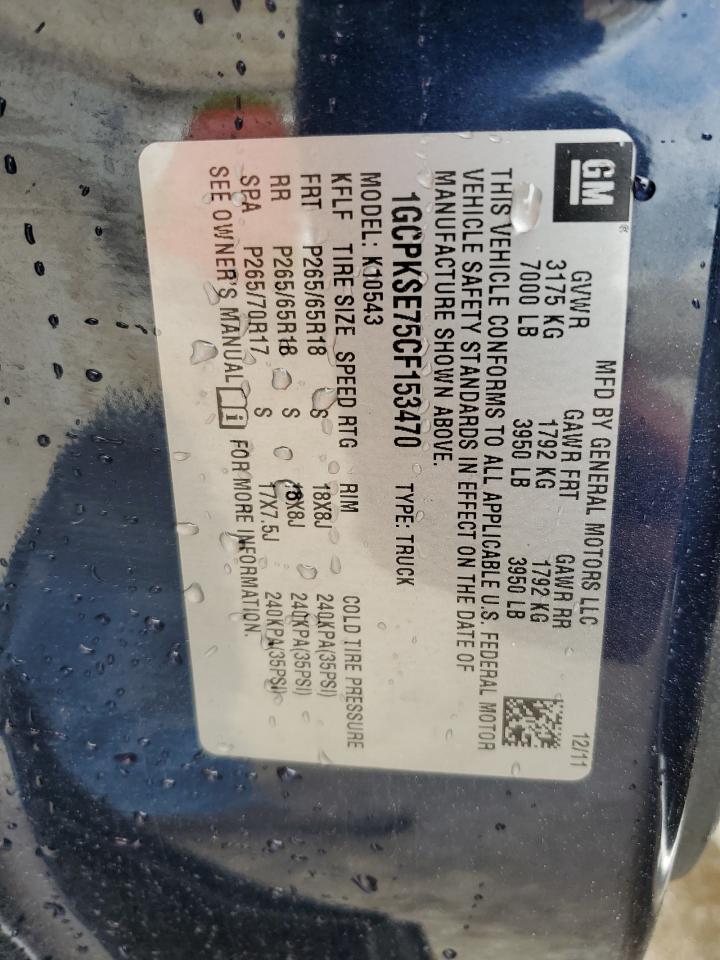 GM®
MFD BY GENERAL MOTORS LLC
12/11
GVWR GAWR FRT GAWR RR
3175 KG 1792 KG 1792 KG
7000 LB 3950 LB 3950 LB
THIS VEHICLE CONFORMS TO ALL APPLICABLE U.S. FEDERAL MOTOR
VEHICLE SAFETY STANDARDS IN EFFECT ON THE DATE OF
MANUFACTURE SHOWN ABOVE.
1GCPKSE75CF153470 TYPE: TRUCK
MODEL: K10543
KFLF TIRE SIZE SPEED RTG RIM COLD TIRE PRESSURE
FRT P265/65R18 S 18X8J 240KPA(35PSI)
RR P265/65R18 S 18X8J 240KPA(35PSI)
SPA P265/70R17 S 17X7.5J 240KPA(35PSI)
SEE OWNER'S MANUAL i FOR MORE INFORMATION.